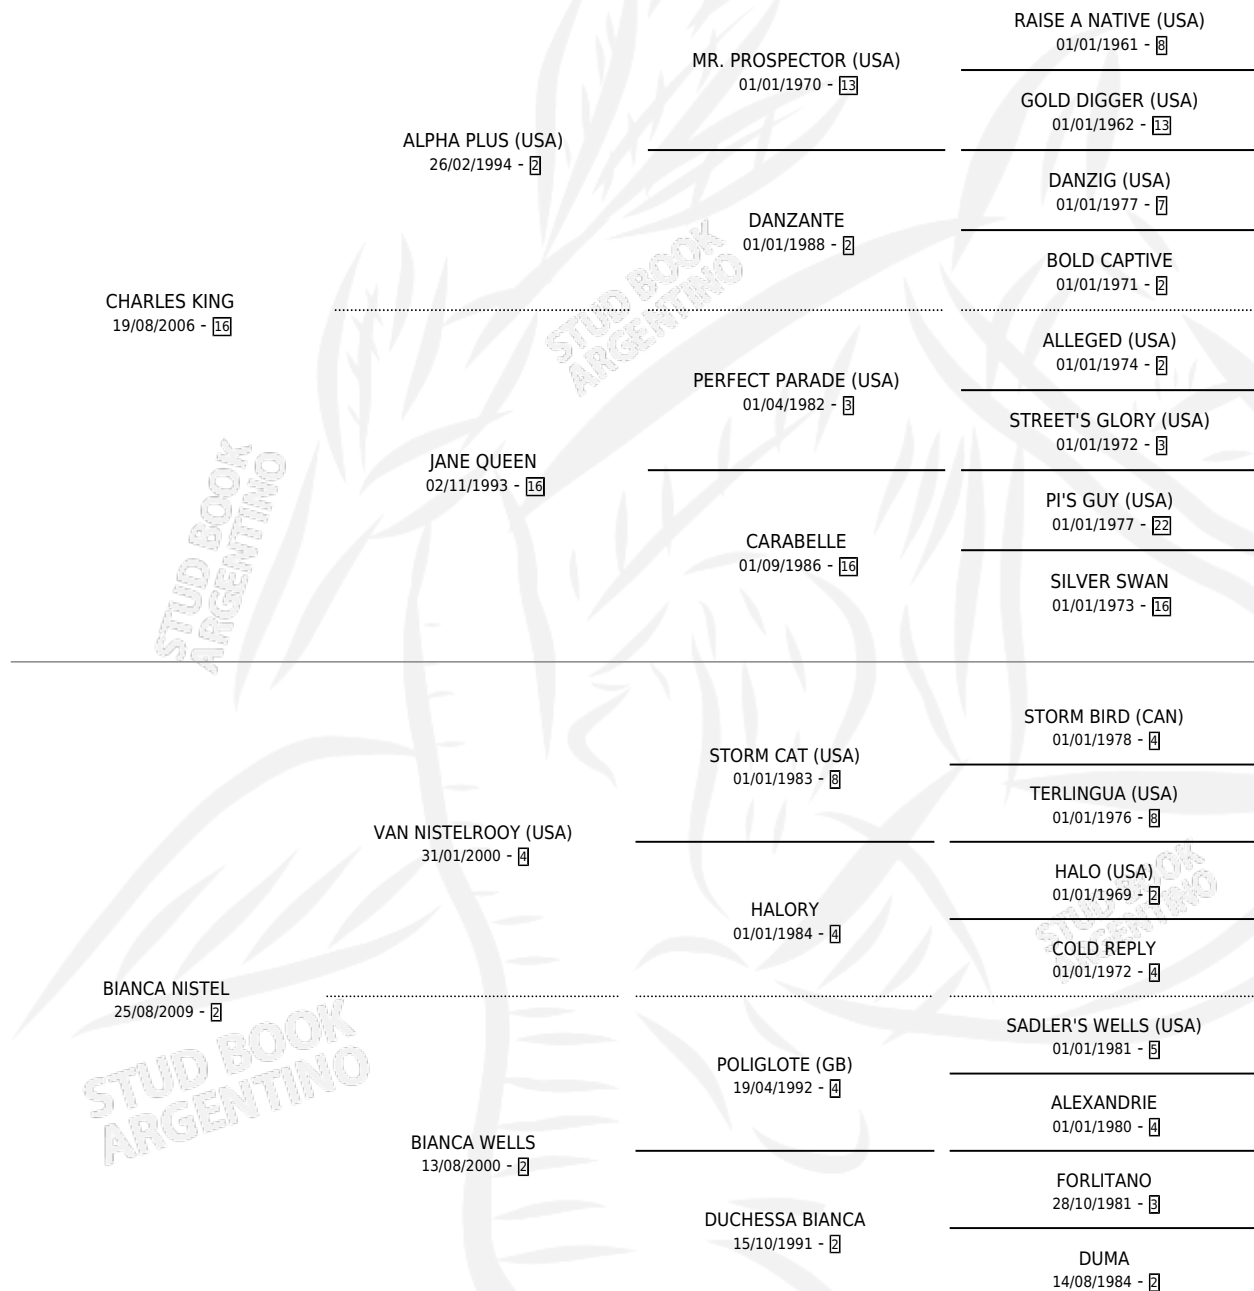 RAISE A NATIVE (USA)
01/01/1961 - 8
MR. PROSPECTOR (USA)
01/01/1970 - 13
GOLD DIGGER (USA)
01/01/1962 - 13
ALPHA PLUS (USA)
26/02/1994 - 2
DANZIG (USA)
01/01/1977 - 7
DANZANTE
01/01/1988 - 2
BOLD CAPTIVE
01/01/1971 - 2
CHARLES KING
19/08/2006 - 16
ALLEGED (USA)
01/01/1974 - 2
PERFECT PARADE (USA)
01/04/1982 - 3
STREET'S GLORY (USA)
01/01/1972 - 3
JANE QUEEN
02/11/1993 - 16
PI'S GUY (USA)
01/01/1977 - 22
CARABELLE
01/09/1986 - 16
SILVER SWAN
01/01/1973 - 16
STORM BIRD (CAN)
01/01/1978 - 4
STORM CAT (USA)
01/01/1983 - 8
TERLINGUA (USA)
01/01/1976 - 8
VAN NISTELROOY (USA)
31/01/2000 - 4
HALO (USA)
01/01/1969 - 2
HALORY
01/01/1984 - 4
COLD REPLY
01/01/1972 - 4
BIANCA NISTEL
25/08/2009 - 2
SADLER'S WELLS (USA)
01/01/1981 - 5
POLIGLOTE (GB)
19/04/1992 - 4
ALEXANDRIE
01/01/1980 - 4
BIANCA WELLS
13/08/2000 - 2
FORLITANO
28/10/1981 - 3
DUCHESSA BIANCA
15/10/1991 - 2
DUMA
14/08/1984 - 2
STUD BOOK
ARGENTINO
STUD BOOK
ARGENTINO
STUD BOOK
ARGENTINO
STUD BOOK
ARGENTINO